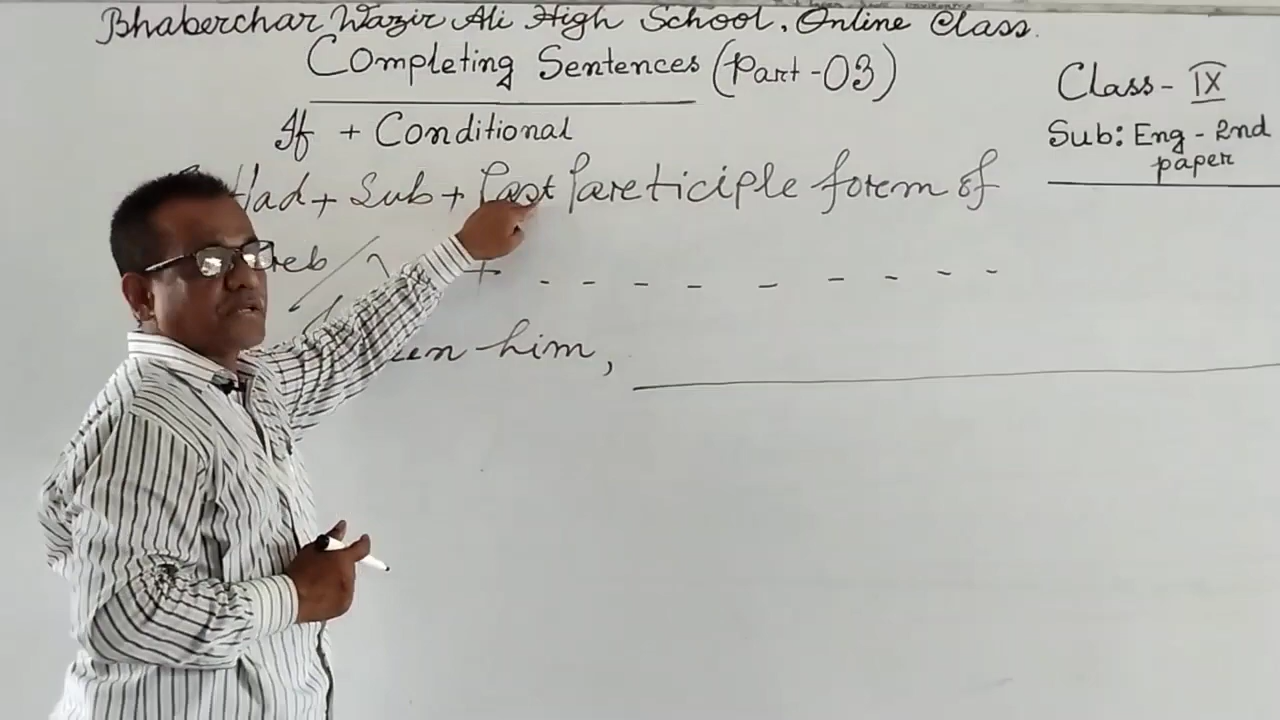 Bhaberchar Wazir Ali High School, Online Class.
Completing Sentences (Part-03)
Class- IX
Sub: Eng - 2nd
paper
If + Conditional
Had + Sub + Past Pareticiple forem of
+ - - - - - - - - -
him,